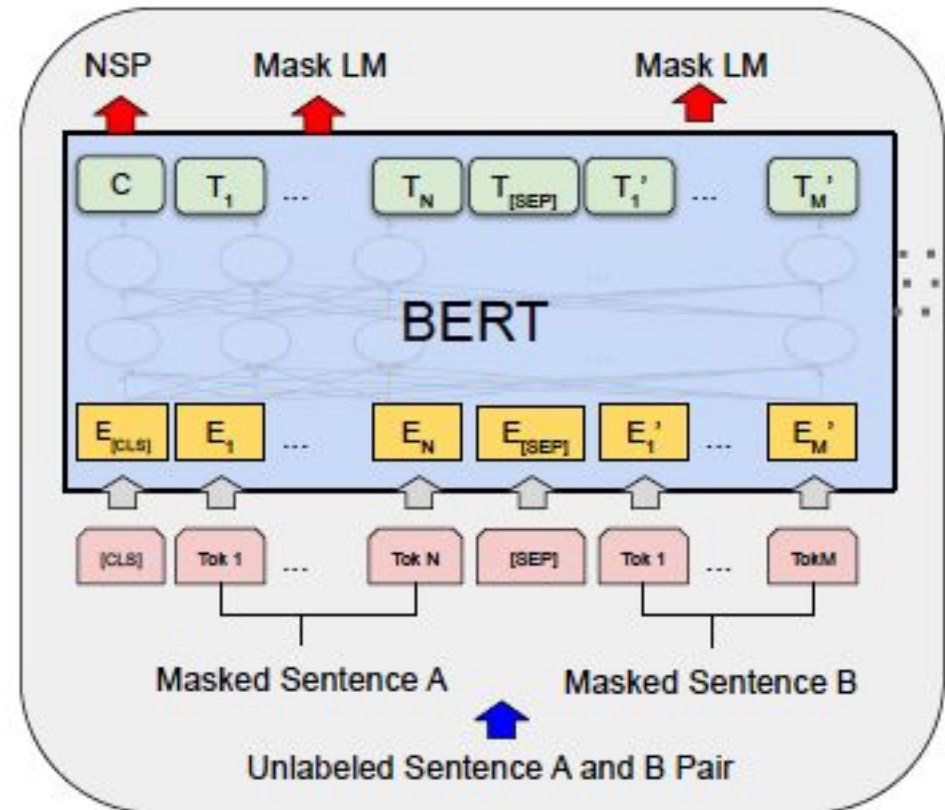 NSP Mask LM Mask LM
C T1 ... TN T[SEP] T1' ... TM'
BERT
E[CLS] E1 ... EN E[SEP] E1' ... EM'
[CLS] Tok 1 ... Tok N [SEP] Tok 1 ... TokM
Masked Sentence A Masked Sentence B
Unlabeled Sentence A and B Pair